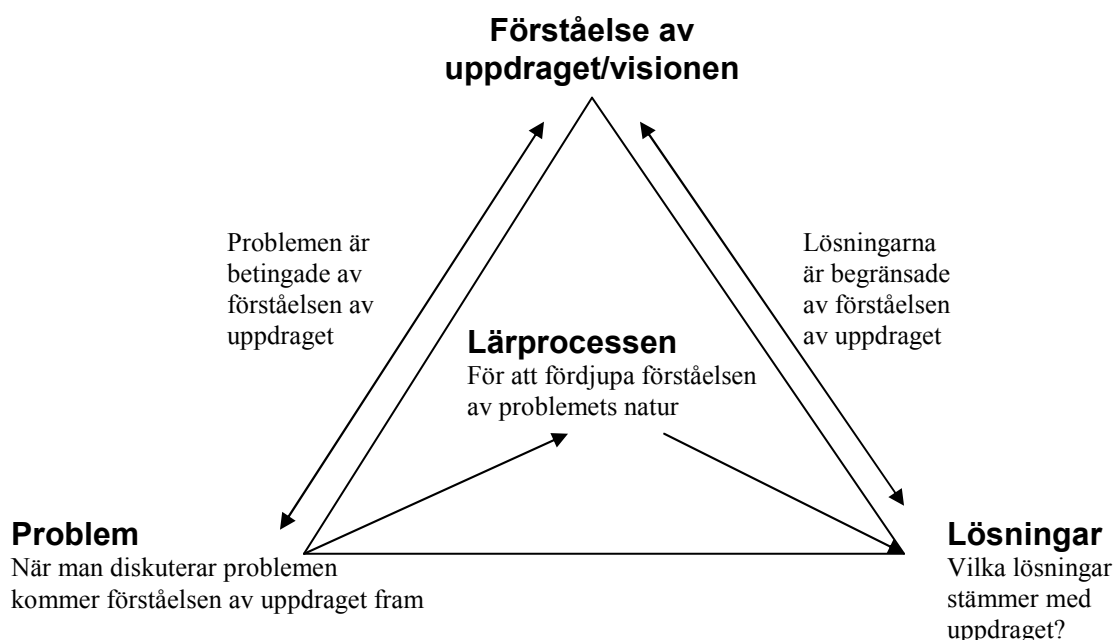 Förståelse av
uppdraget/visionen
Problemen är
betingade av
förståelsen av
uppdraget
Lösningarna
är begränsade
av förståelsen
av uppdraget
Lärprocessen
För att fördjupa förståelsen
av problemets natur
Problem
När man diskuterar problemen
kommer förståelsen av uppdraget fram
Lösningar
Vilka lösningar
stämmer med
uppdraget?